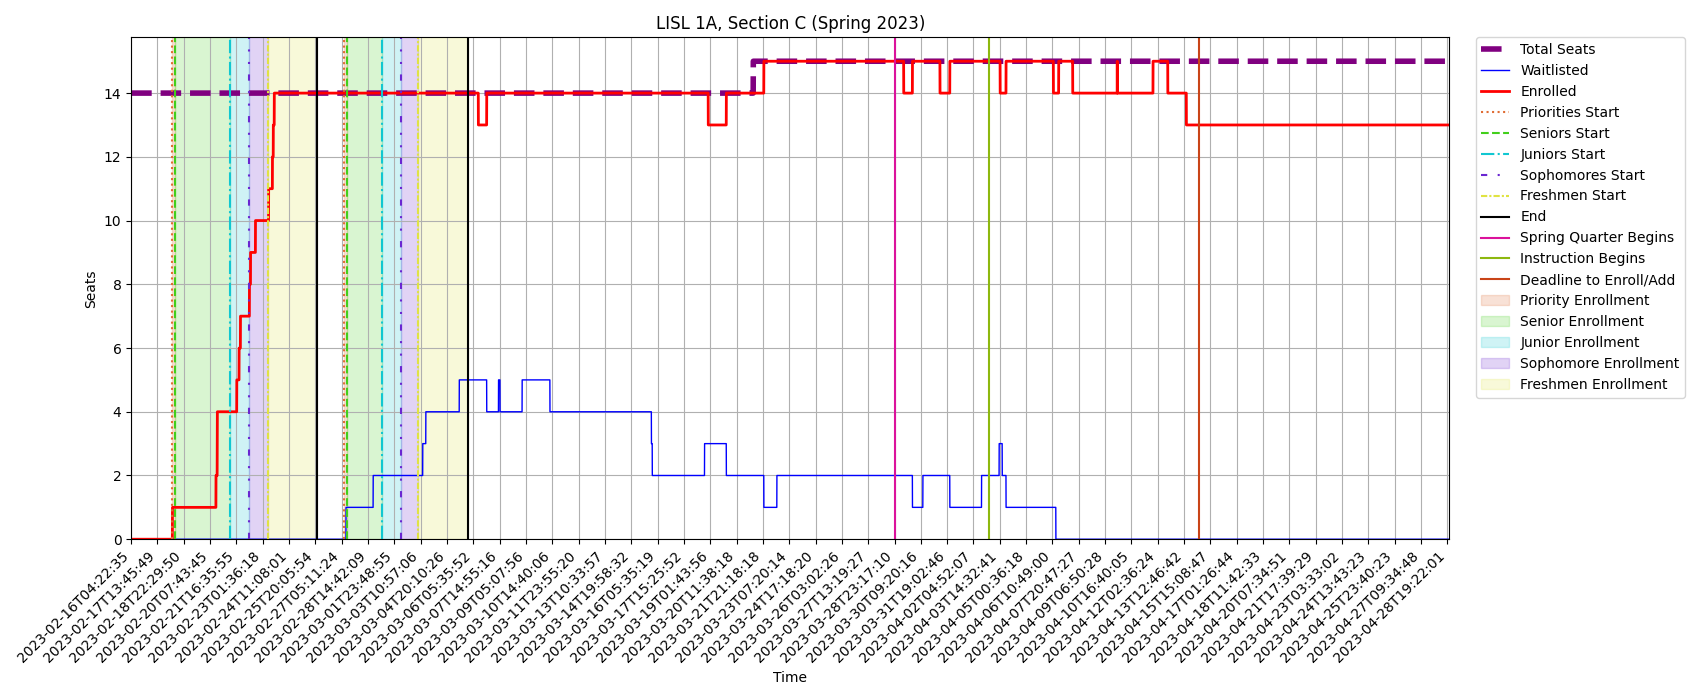 LISL 1A, Section C (Spring 2023)
Seats
14
12
10
8
6
4
2
0
2023-02-16T04:22:35
2023-02-17T13:45:49
2023-02-18T22:29:50
2023-02-20T07:43:45
2023-02-21T16:35:55
2023-02-23T01:36:18
2023-02-24T11:08:01
2023-02-25T20:05:54
2023-02-27T05:11:24
2023-02-28T14:42:09
2023-03-01T23:48:55
2023-03-03T10:57:06
2023-03-04T20:10:26
2023-03-06T05:35:52
2023-03-07T14:55:16
2023-03-09T05:07:56
2023-03-10T14:40:06
2023-03-11T23:55:20
2023-03-13T10:33:57
2023-03-14T19:58:32
2023-03-16T05:35:19
2023-03-17T15:25:52
2023-03-19T01:43:56
2023-03-20T11:38:18
2023-03-21T21:18:18
2023-03-23T07:20:14
2023-03-24T17:18:20
2023-03-26T03:02:26
2023-03-27T13:19:27
2023-03-28T23:17:10
2023-03-30T09:20:16
2023-03-31T19:02:46
2023-04-02T04:52:07
2023-04-03T14:32:41
2023-04-05T00:36:18
2023-04-06T10:49:00
2023-04-07T20:47:27
2023-04-09T06:50:28
2023-04-10T16:40:05
2023-04-12T02:36:24
2023-04-13T12:46:42
2023-04-15T15:08:47
2023-04-17T01:26:44
2023-04-18T11:42:33
2023-04-20T07:34:51
2023-04-21T17:39:29
2023-04-23T03:33:02
2023-04-24T13:43:23
2023-04-25T23:40:23
2023-04-27T09:34:48
2023-04-28T19:22:01
Time
Total Seats
Waitlisted
Enrolled
Priorities Start
Seniors Start
Juniors Start
Sophomores Start
Freshmen Start
End
Spring Quarter Begins
Instruction Begins
Deadline to Enroll/Add
Priority Enrollment
Senior Enrollment
Junior Enrollment
Sophomore Enrollment
Freshmen Enrollment